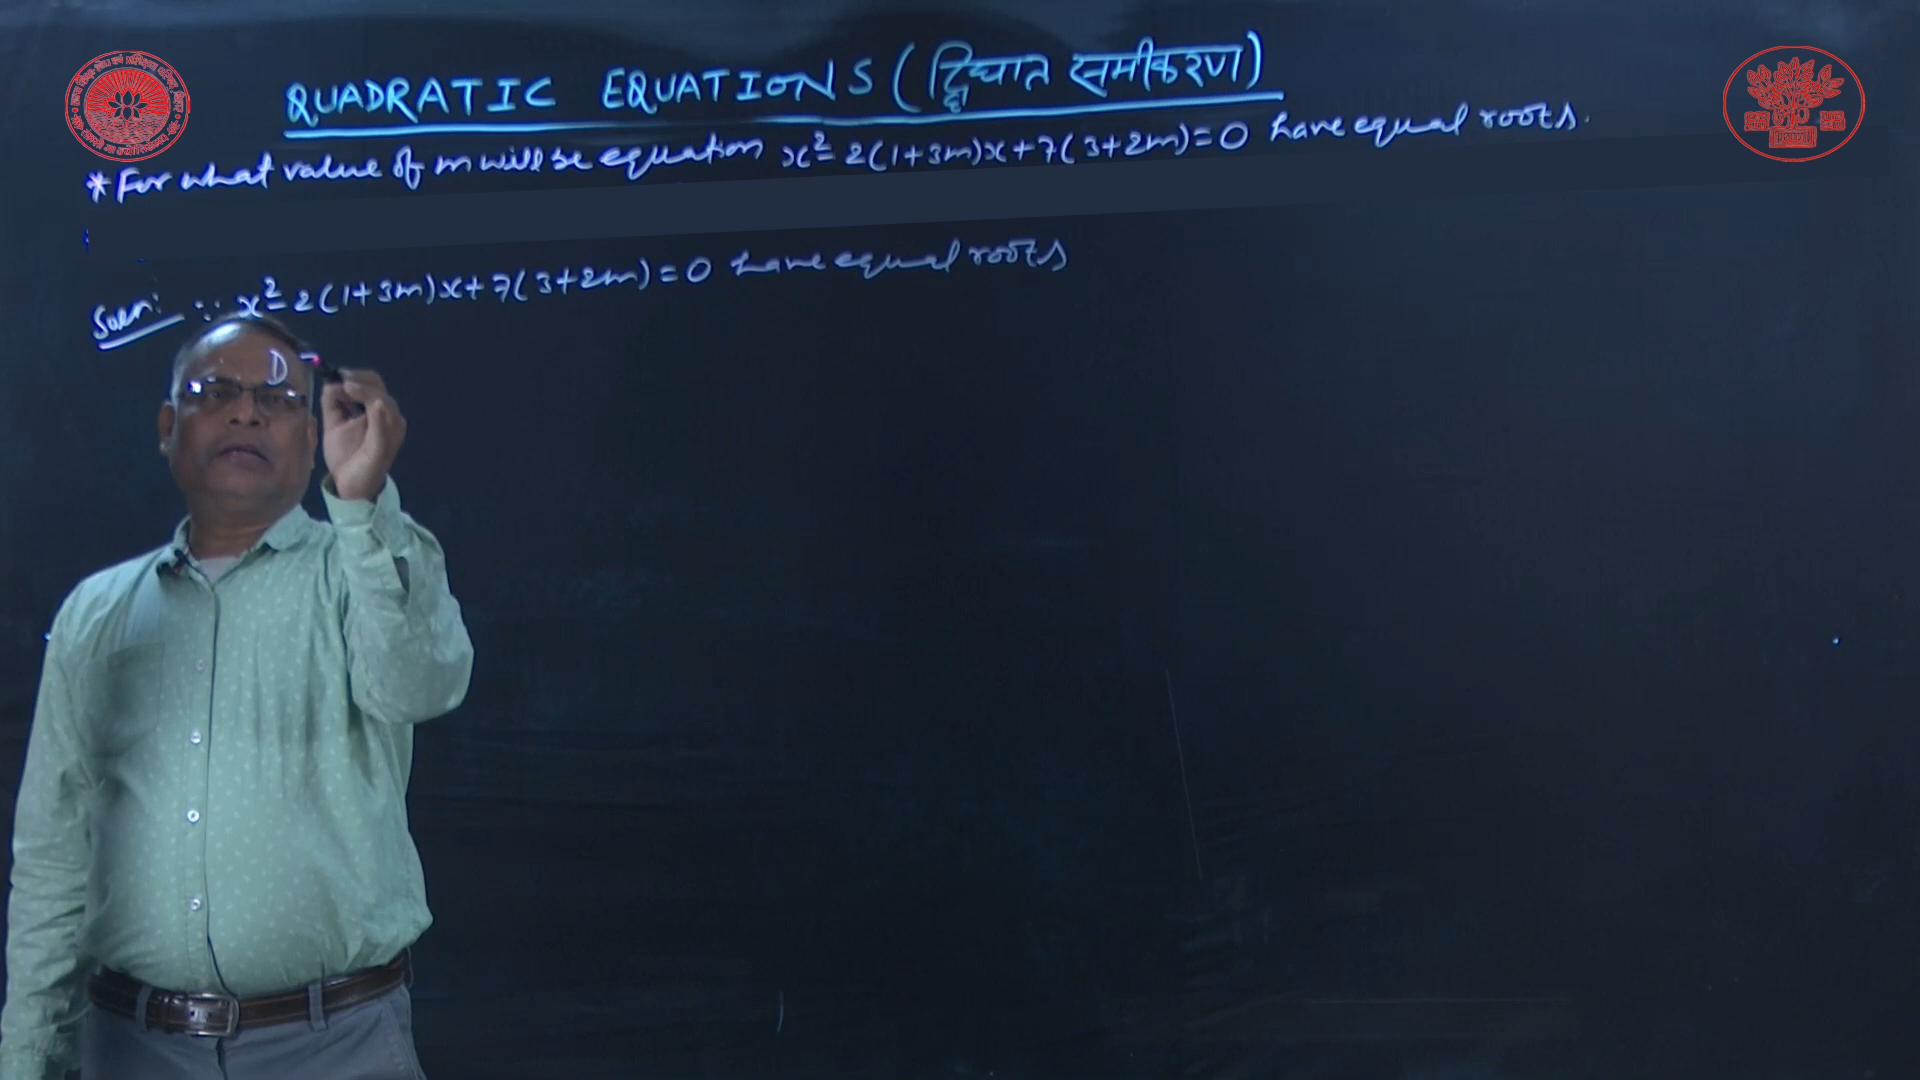 QUADRATIC EQUATIONS (द्विघात समीकरण)
* For what value of m will be equation x² - 2(1+3m)x + 7(3+2m) = 0 have equal roots.
Soln: ∵ x² - 2(1+3m)x + 7(3+2m) = 0 have equal roots
D